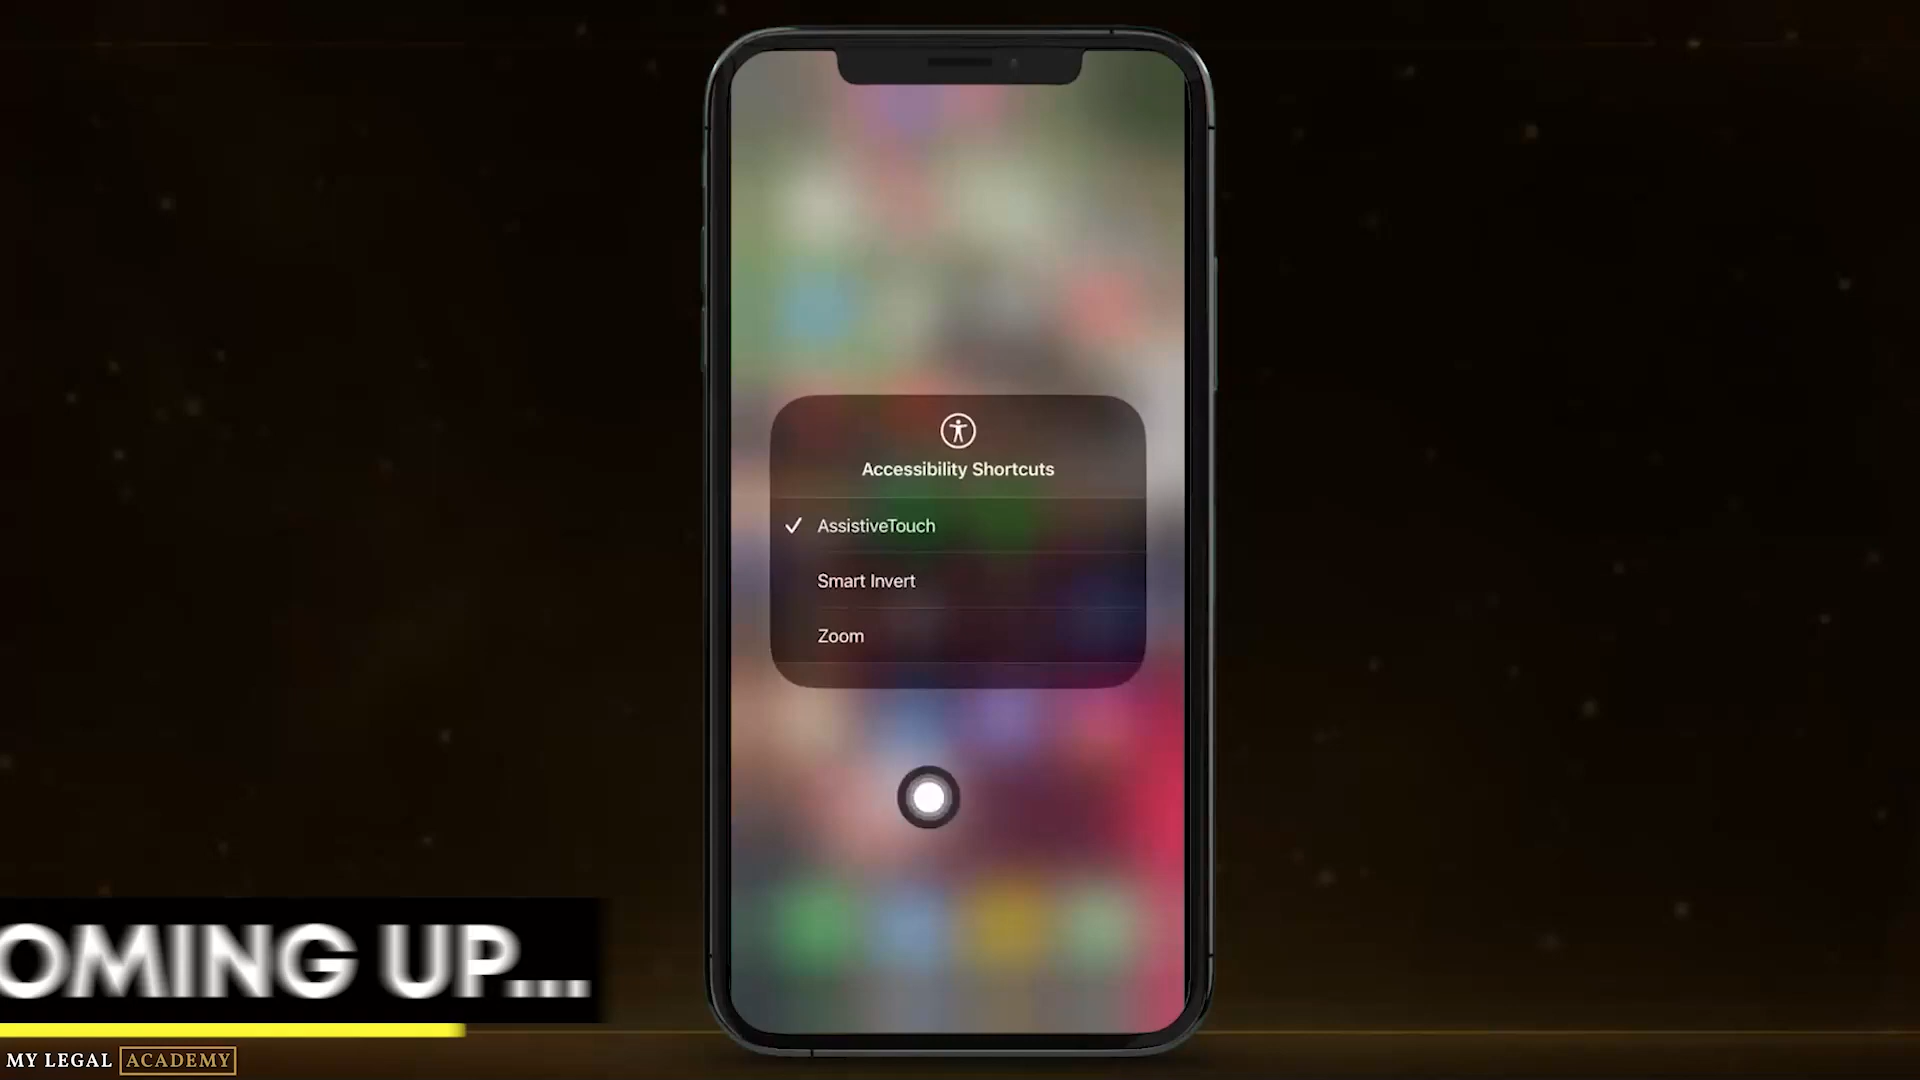 Accessibility Shortcuts
AssistiveTouch
Smart Invert
Zoom
OMING UP...
MY LEGAL ACADEMY